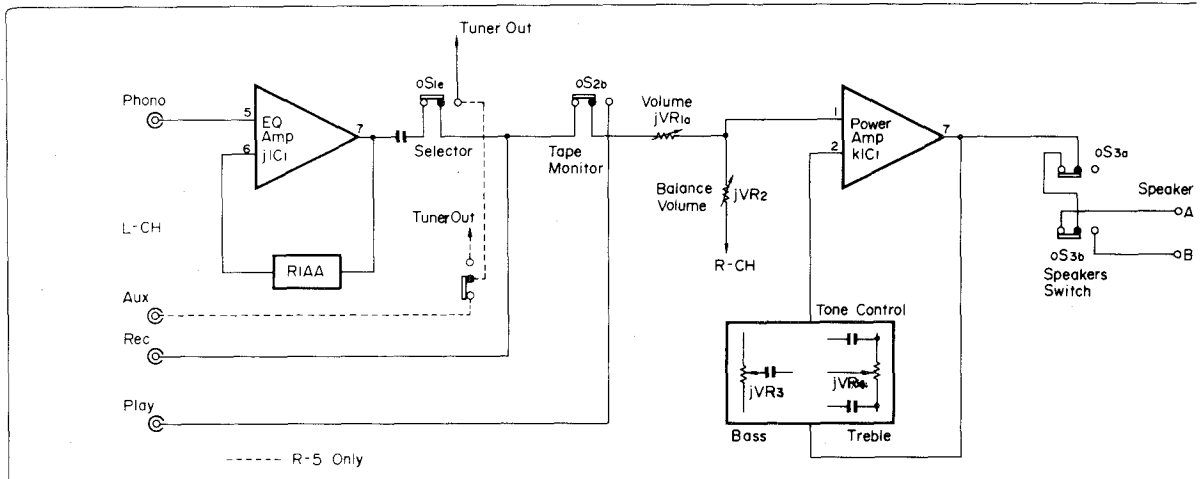 Tuner Out
Phono
5
EQ
Amp
jIC1
6
7
oS1e
Selector
oS2b
Tape
Monitor
Volume
jVR1a
Balance
Volume
jVR2
R-CH
1
Power
Amp
kIC1
2
7
oS3a
Speaker
A
B
oS3b
Speakers
Switch
L-CH
Tuner Out
RIAA
Aux
Rec
Play
Tone Control
jVR3
Bass
Treble
R-5 Only